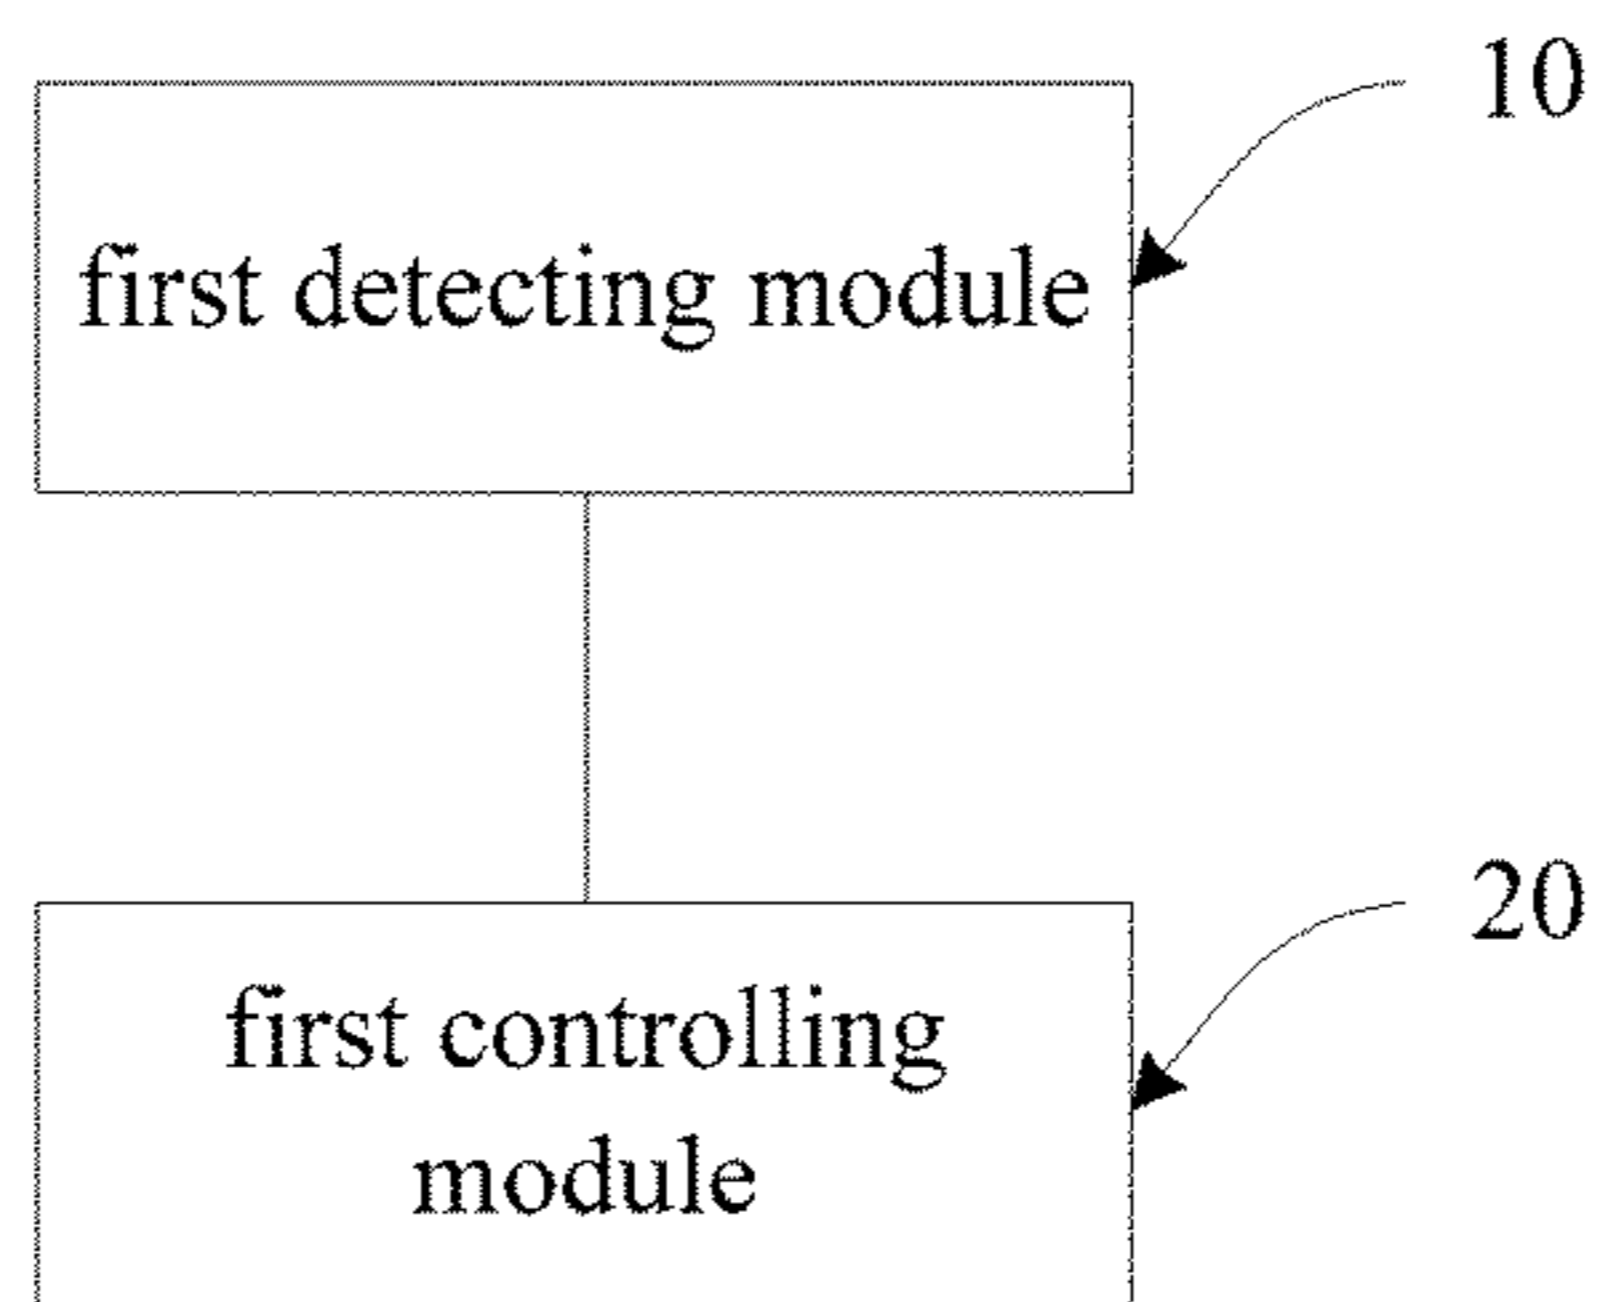 10
first detecting module
20
first controlling
module